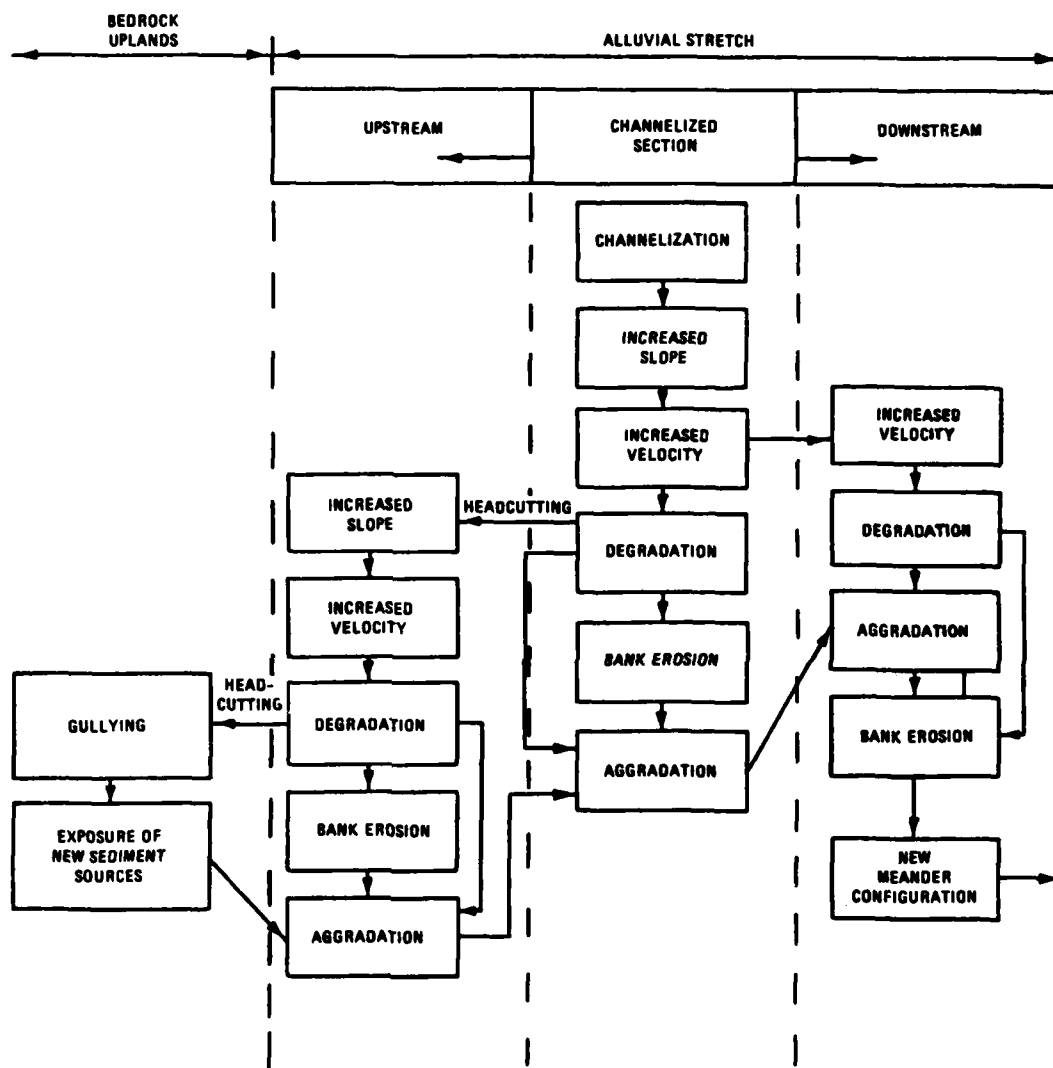 BEDROCK
UPLANDS
ALLUVIAL STRETCH
UPSTREAM
CHANNELIZED
SECTION
DOWNSTREAM
CHANNELIZATION
INCREASED
SLOPE
INCREASED
VELOCITY
INCREASED
VELOCITY
INCREASED
SLOPE
HEADCUTTING
DEGRADATION
DEGRADATION
INCREASED
VELOCITY
BANK EROSION
AGGRADATION
GULLYING
HEAD-
CUTTING
DEGRADATION
AGGRADATION
BANK EROSION
EXPOSURE OF
NEW SEDIMENT
SOURCES
BANK EROSION
NEW
MEANDER
CONFIGURATION
AGGRADATION